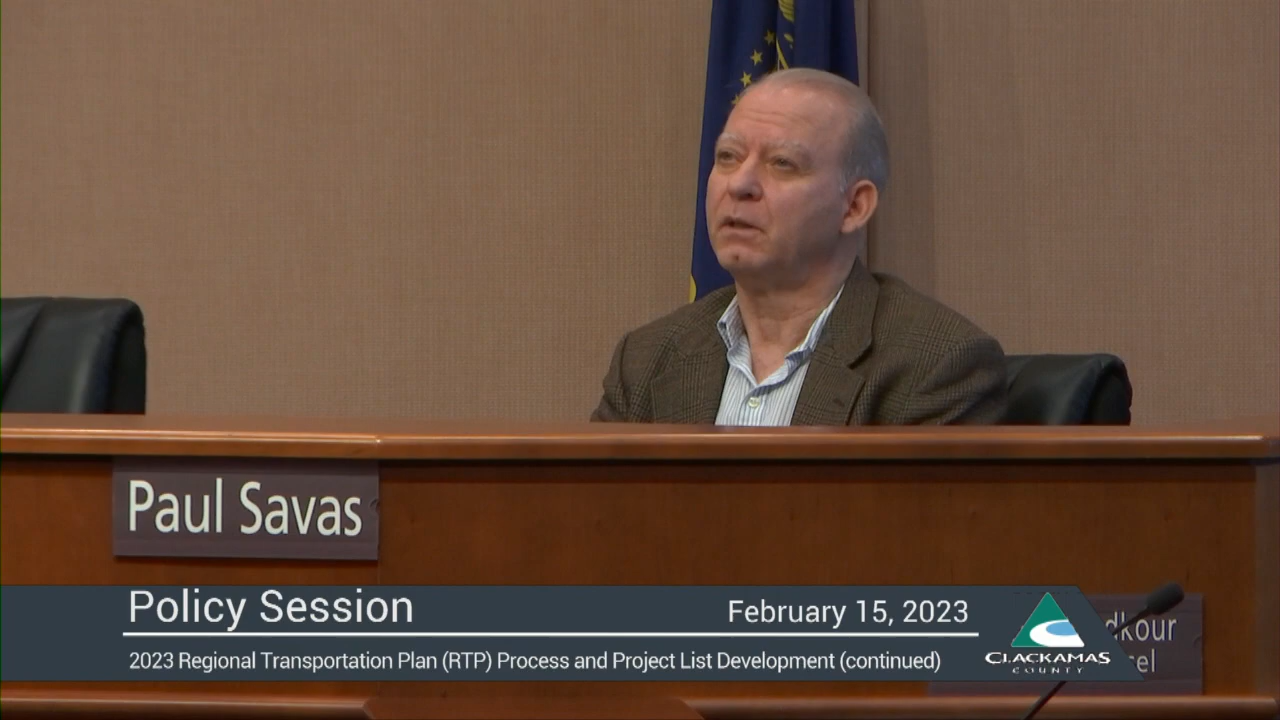 Paul Savas
Policy Session
February 15, 2023
2023 Regional Transportation Plan (RTP) Process and Project List Development (continued)
CLACKAMAS
COUNTY